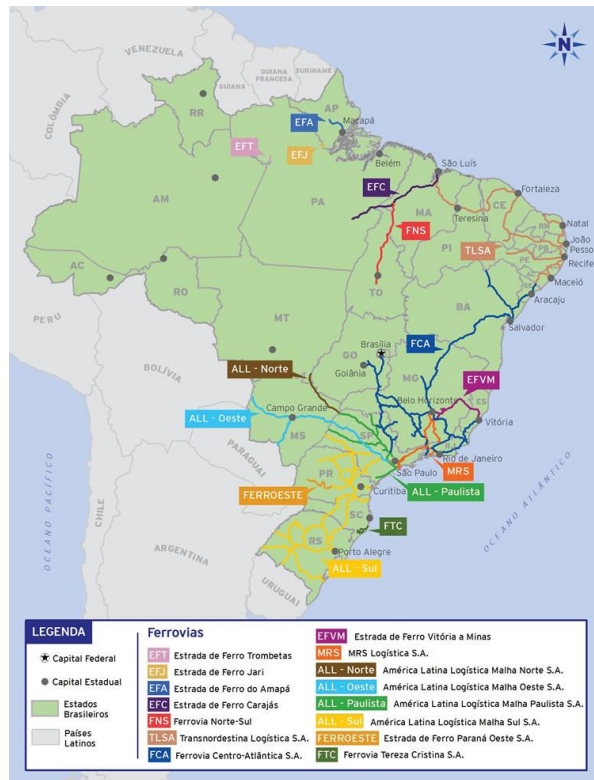 N
VENEZUELA
COLÔMBIA
GUIANA
GUIANA
FRANCESA
SURINAME
RR
AP
EFA
Macapá
EFT
EFJ
Belém
São Luís
EFC
Fortaleza
AM
PA
MA
Teresina
CE
RN
Natal
FNS
PI
TLSA
PB
João
Pesso
PE
Recife
AL
Maceió
SE
Aracaju
AC
RO
TO
BA
Salvador
PERU
MT
Brasília
FCA
GO
Goiânia
MG
BOLÍVIA
ALL - Norte
EFVM
Belo Horizonte
ES
ALL - Oeste
Campo Grande
Vitória
MS
SP
RJ
Rio de Janeiro
São Paulo
MRS
PARAGUAI
PR
ALL - Paulista
FERROESTE
Curitiba
SC
FTC
RS
Porto Alegre
ALL - Sul
CHILE
ARGENTINA
URUGUAI
OCEANO PACÍFICO
OCEANO ATLÂNTICO
LEGENDA
Capital Federal
Capital Estadual
Estados
Brasileiros
Países
Latinos
Ferrovias
EFT Estrada de Ferro Trombetas
EFJ Estrada de Ferro Jari
EFA Estrada de Ferro do Amapá
EFC Estrada de Ferro Carajás
FNS Ferrovia Norte-Sul
TLSA Transnordestina Logística S.A.
FCA Ferrovia Centro-Atlântica S.A.
EFVM Estrada de Ferro Vitória a Minas
MRS MRS Logística S.A.
ALL - Norte América Latina Logística Malha Norte S.A.
ALL - Oeste América Latina Logística Malha Oeste S.A.
ALL - Paulista América Latina Logística Malha Paulista S.A.
ALL - Sul América Latina Logística Malha Sul S.A.
FERROESTE Estrada de Ferro Paraná Oeste S.A.
FTC Ferrovia Tereza Cristina S.A.